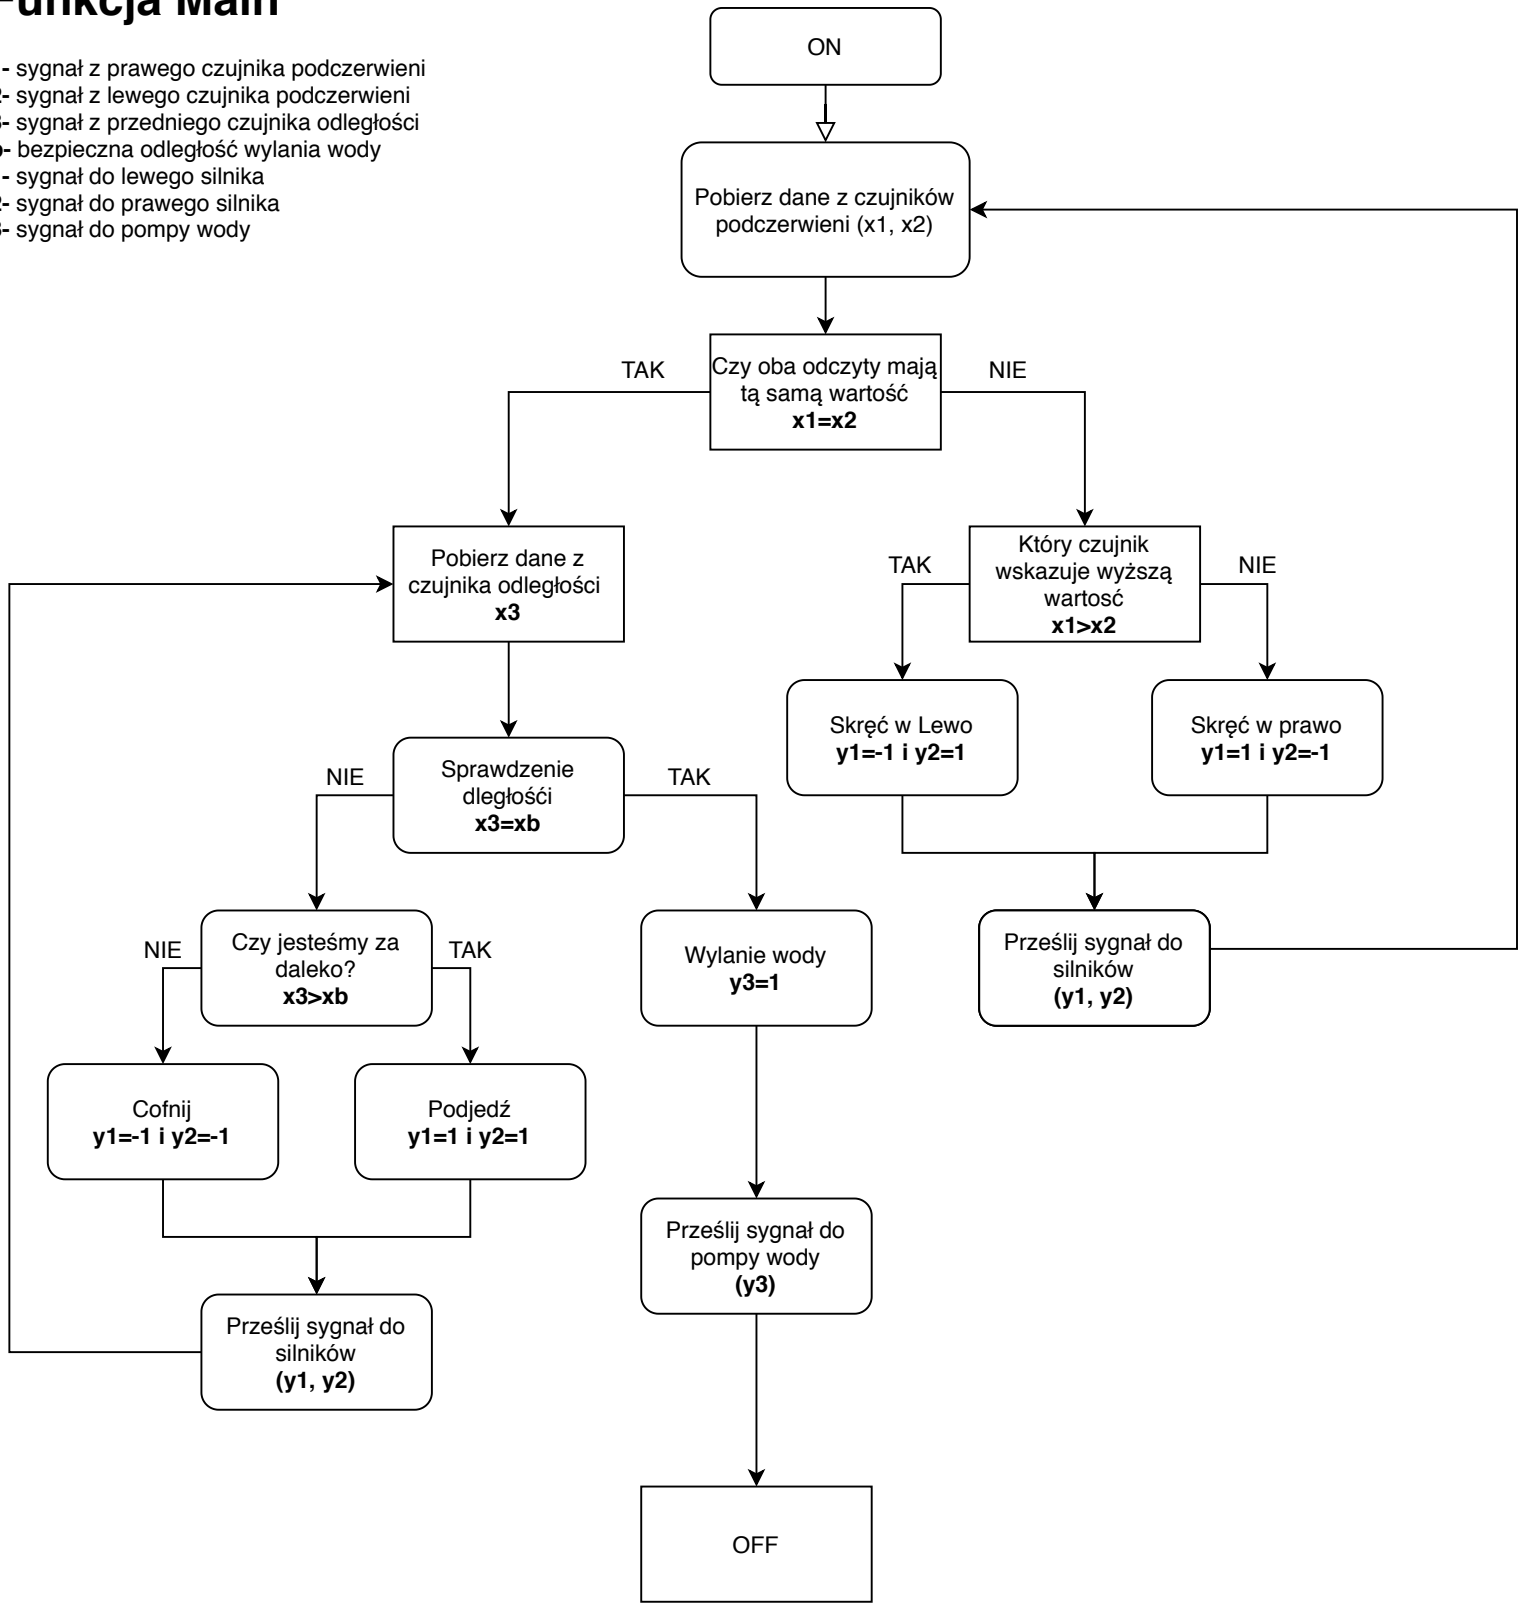 Funkcja Main
- sygnał z prawego czujnika podczerwieni
- sygnał z lewego czujnika podczerwieni
- sygnał z przedniego czujnika odległości
- bezpieczna odległość wylania wody
- sygnał do lewego silnika
- sygnał do prawego silnika
- sygnał do pompy wody
ON
Pobierz dane z czujników
podczerwieni (x1, x2)
TAK
Czy oba odczyty mają
tą samą wartość
x1=x2
NIE
Pobierz dane z
czujnika odległości
x3
TAK
Który czujnik
wskazuje wyższą
wartosć
x1>x2
NIE
Skręć w Lewo
y1=-1 i y2=1
Skręć w prawo
y1=1 i y2=-1
NIE
Sprawdzenie
dległośći
x3=xb
TAK
NIE
Czy jesteśmy za
daleko?
x3>xb
TAK
Wylanie wody
y3=1
Prześlij sygnał do
silników
(y1, y2)
Cofnij
y1=-1 i y2=-1
Podjedź
y1=1 i y2=1
Prześlij sygnał do
pompy wody
(y3)
Prześlij sygnał do
silników
(y1, y2)
OFF